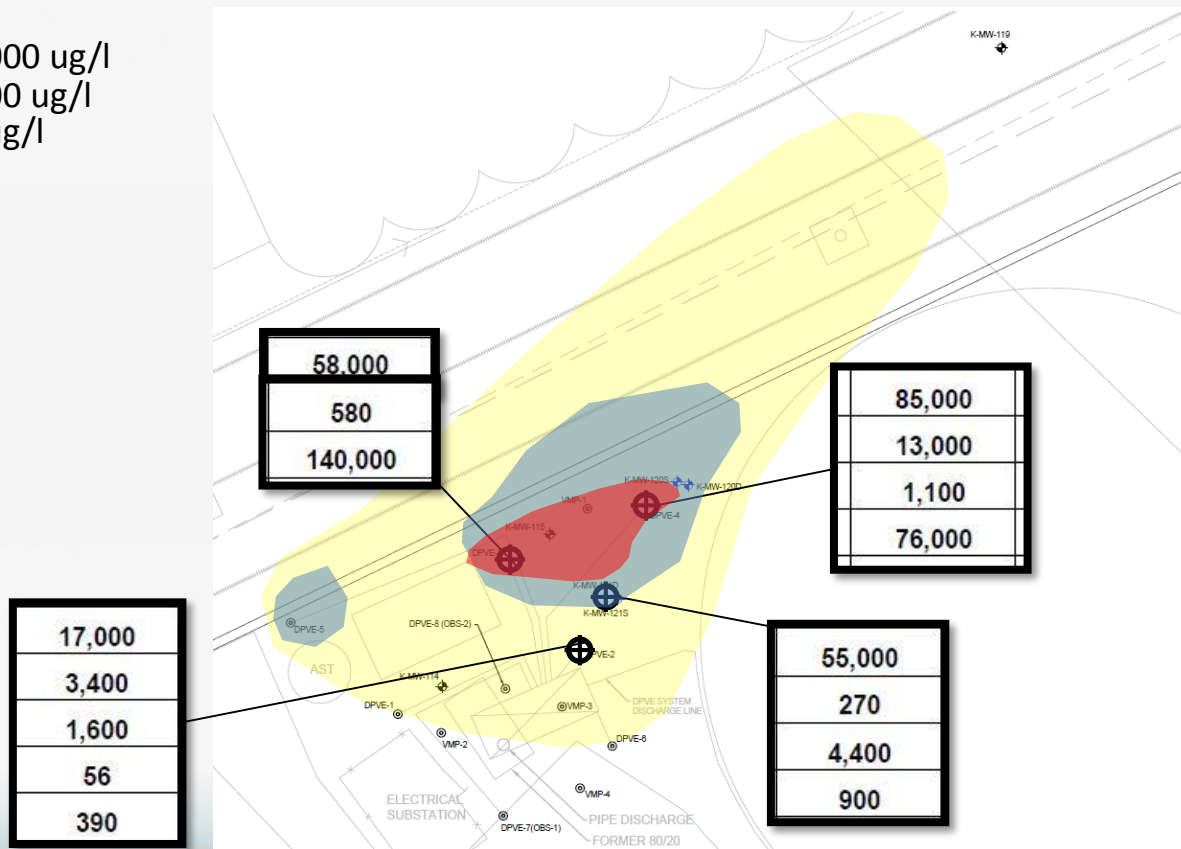 000 ug/l
00 ug/l
ug/l
K-MW-119
58,000
580
140,000
85,000
13,000
1,100
76,000
K-MW-120S
K-MW-120D
VMP-1
DPVE-4
K-MW-115
K-MW-121S
DPVE-5
DPVE-8 (OBS-2)
AST
K-MW-114
DPVE-1
VMP-3
DPVE SYSTEM
DISCHARGE LINE
VMP-2
DPVE-6
17,000
3,400
1,600
56
390
55,000
270
4,400
900
ELECTRICAL
SUBSTATION
VMP-4
PIPE DISCHARGE
DPVE-7(OBS-1)
FORMER 80/20